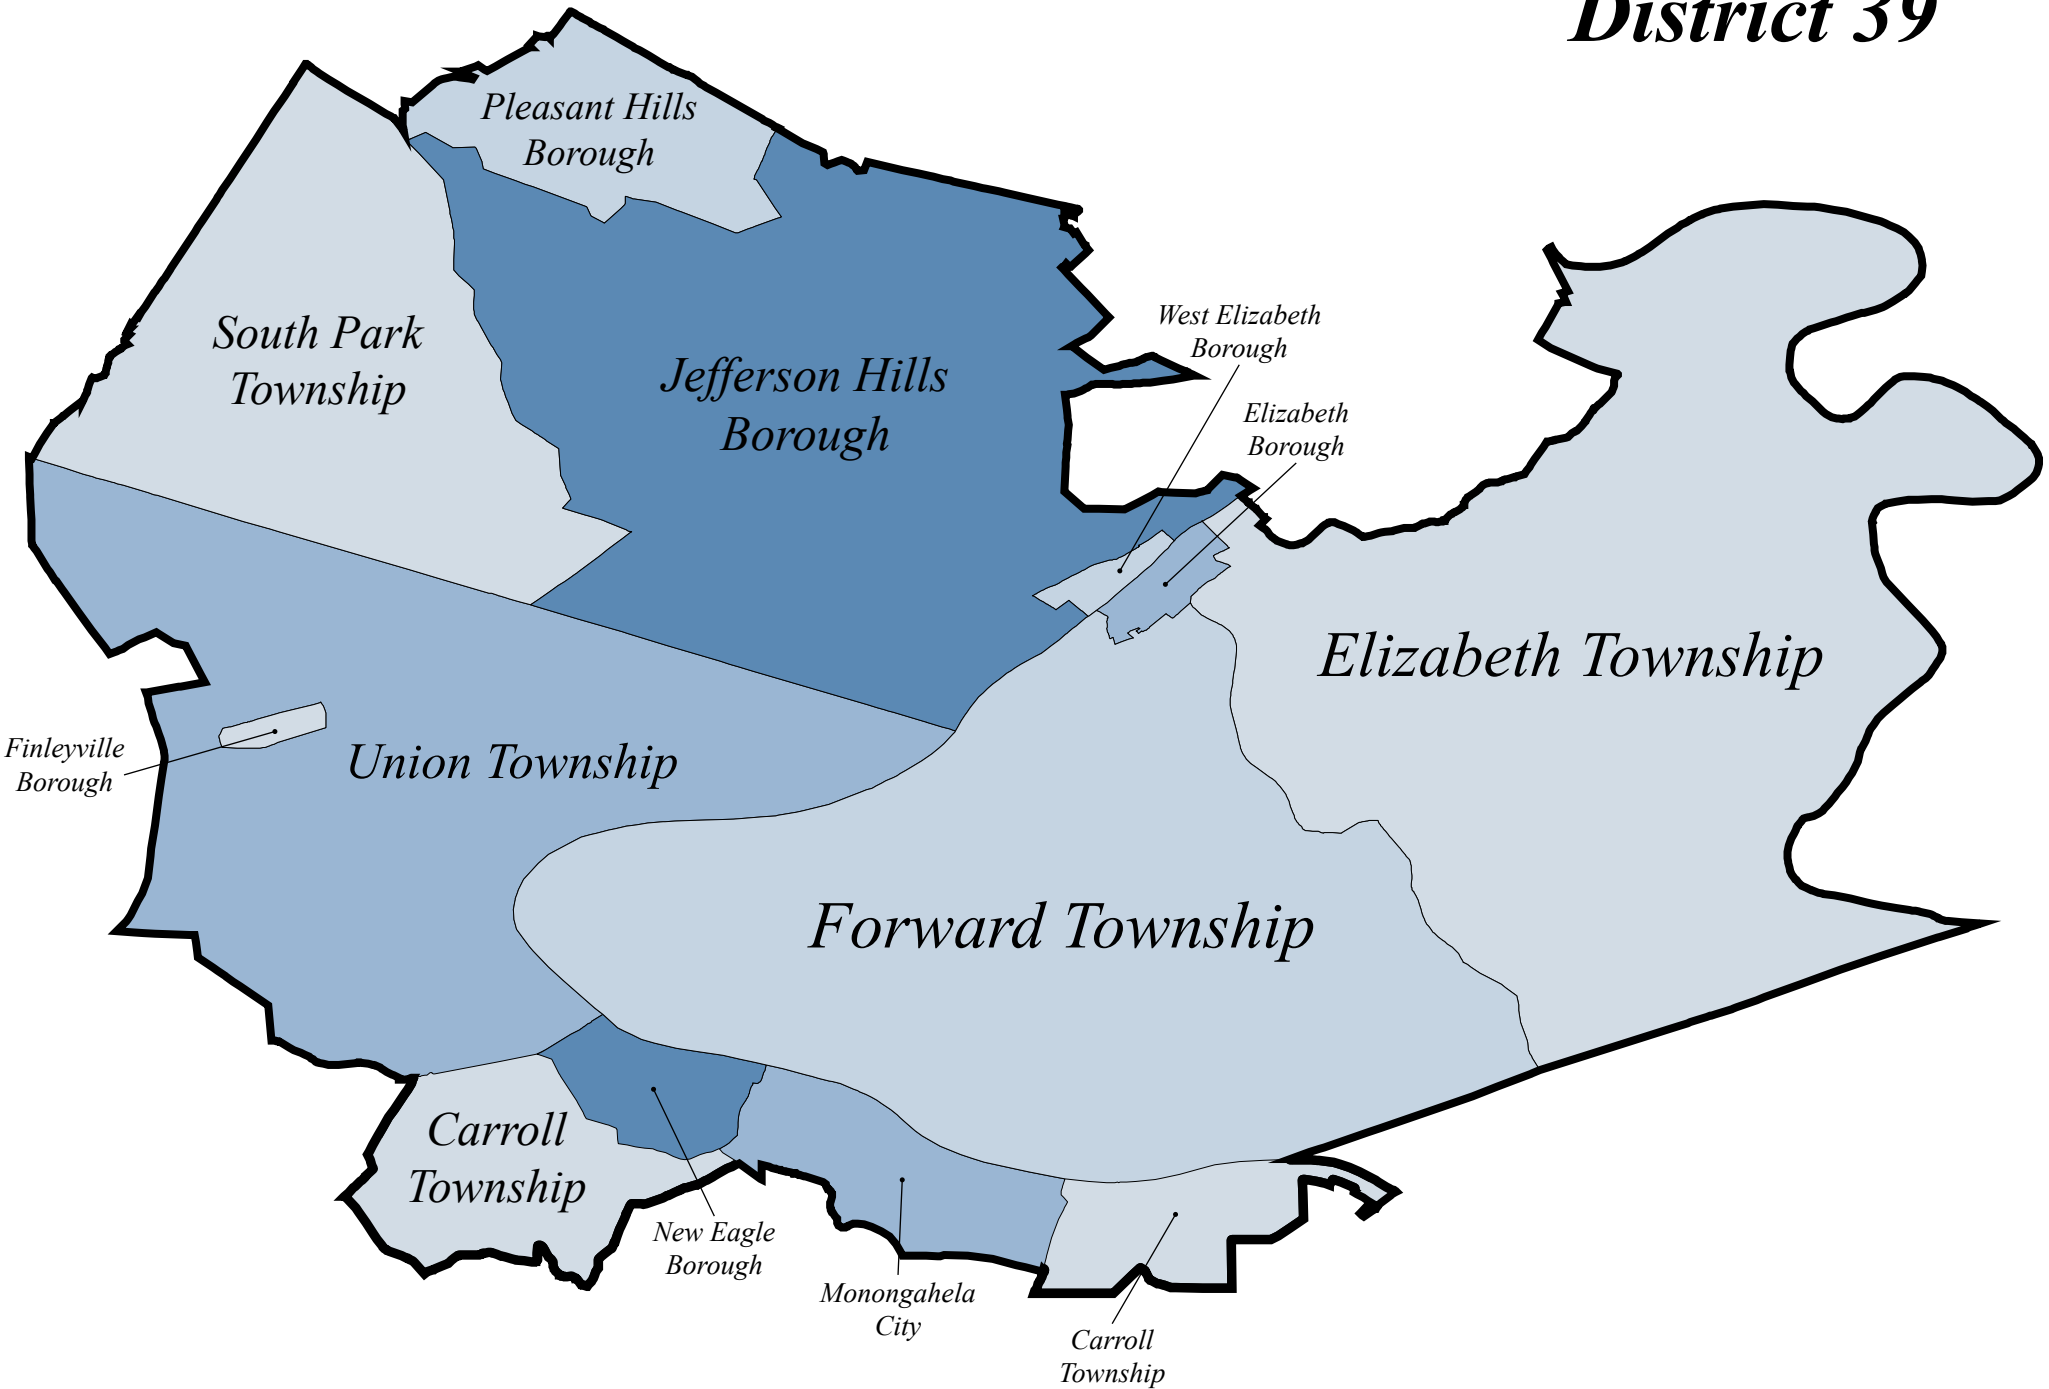 District 39
Pleasant Hills
Borough
South Park
Township
Jefferson Hills
Borough
West Elizabeth
Borough
Elizabeth
Borough
Elizabeth Township
Finleyville
Borough
Union Township
Forward Township
Carroll
Township
New Eagle
Borough
Monongahela
City
Carroll
Township